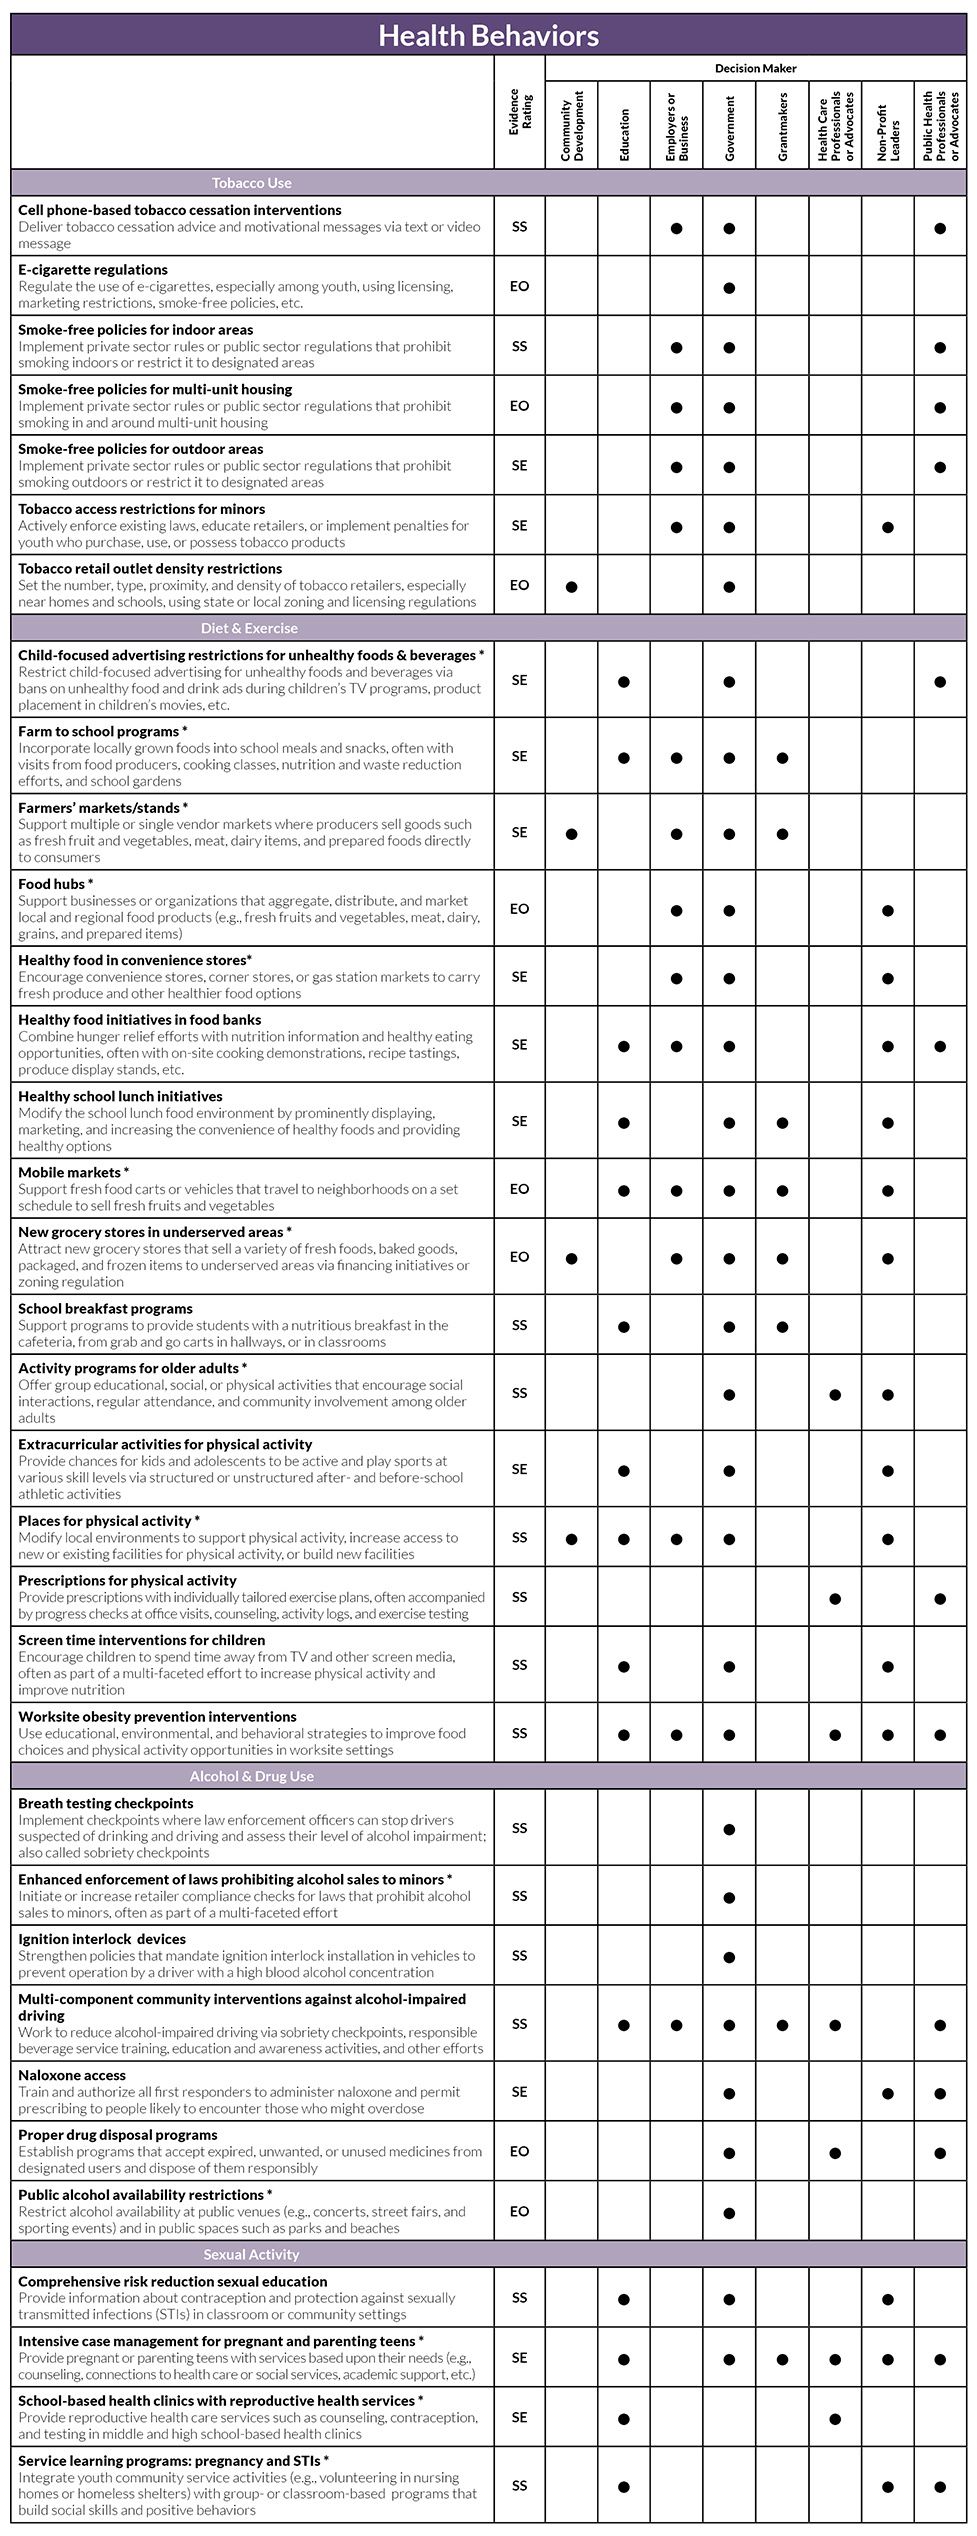 Health Behaviors
Decision Maker
Evidence
Rating
Community
Development
Education
Employers or
Business
Government
Grantmakers
Health Care
Professionals
or Advocates
Non-Profit
Leaders
Public Health
Professionals
or Advocates
Tobacco Use
Cell phone-based tobacco cessation interventions
Deliver tobacco cessation advice and motivational messages via text or video
message
SS
E-cigarette regulations
Regulate the use of e-cigarettes, especially among youth, using licensing,
marketing restrictions, smoke-free policies, etc.
EO
Smoke-free policies for indoor areas
Implement private sector rules or public sector regulations that prohibit
smoking indoors or restrict it to designated areas
SS
Smoke-free policies for multi-unit housing
Implement private sector rules or public sector regulations that prohibit
smoking in and around multi-unit housing
EO
Smoke-free policies for outdoor areas
Implement private sector rules or public sector regulations that prohibit
smoking outdoors or restrict it to designated areas
SE
Tobacco access restrictions for minors
Actively enforce existing laws, educate retailers, or implement penalties for
youth who purchase, use, or possess tobacco products
SE
Tobacco retail outlet density restrictions
Set the number, type, proximity, and density of tobacco retailers, especially
near homes and schools, using state or local zoning and licensing regulations
EO
Diet & Exercise
Child-focused advertising restrictions for unhealthy foods & beverages *
Restrict child-focused advertising for unhealthy foods and beverages via
bans on unhealthy food and drink ads during children's TV programs, product
placement in children's movies, etc.
SE
Farm to school programs *
Incorporate locally grown foods into school meals and snacks, often with
visits from food producers, cooking classes, nutrition and waste reduction
efforts, and school gardens
SE
Farmers' markets/stands *
Support multiple or single vendor markets where producers sell goods such
as fresh fruit and vegetables, meat, dairy items, and prepared foods directly
to consumers
SE
Food hubs *
Support businesses or organizations that aggregate, distribute, and market
local and regional food products (e.g., fresh fruits and vegetables, meat, dairy,
grains, and prepared items)
EO
Healthy food in convenience stores*
Encourage convenience stores, corner stores, or gas station markets to carry
fresh produce and other healthier food options
SE
Healthy food initiatives in food banks
Combine hunger relief efforts with nutrition information and healthy eating
opportunities, often with on-site cooking demonstrations, recipe tastings,
produce display stands, etc.
SE
Healthy school lunch initiatives
Modify the school lunch food environment by prominently displaying,
marketing, and increasing the convenience of healthy foods and providing
healthy options
SE
Mobile markets *
Support fresh food carts or vehicles that travel to neighborhoods on a set
schedule to sell fresh fruits and vegetables
EO
New grocery stores in underserved areas *
Attract new grocery stores that sell a variety of fresh foods, baked goods,
packaged, and frozen items to underserved areas via financing initiatives or
zoning regulation
EO
School breakfast programs
Support programs to provide students with a nutritious breakfast in the
cafeteria, from grab and go carts in hallways, or in classrooms
SS
Activity programs for older adults *
Offer group educational, social, or physical activities that encourage social
interactions, regular attendance, and community involvement among older
adults
SS
Extracurricular activities for physical activity
Provide chances for kids and adolescents to be active and play sports at
various skill levels via structured or unstructured after- and before-school
athletic activities
SE
Places for physical activity *
Modify local environments to support physical activity, increase access to
new or existing facilities for physical activity, or build new facilities
SS
Prescriptions for physical activity
Provide prescriptions with individually tailored exercise plans, often accompanied
by progress checks at office visits, counseling, activity logs, and exercise testing
SS
Screen time interventions for children
Encourage children to spend time away from TV and other screen media,
often as part of a multi-faceted effort to increase physical activity and
improve nutrition
SS
Worksite obesity prevention interventions
Use educational, environmental, and behavioral strategies to improve food
choices and physical activity opportunities in worksite settings
SS
Alcohol & Drug Use
Breath testing checkpoints
Implement checkpoints where law enforcement officers can stop drivers
suspected of drinking and driving and assess their level of alcohol impairment;
also called sobriety checkpoints
SS
Enhanced enforcement of laws prohibiting alcohol sales to minors *
Initiate or increase retailer compliance checks for laws that prohibit alcohol
sales to minors, often as part of a multi-faceted effort
SS
Ignition interlock devices
Strengthen policies that mandate ignition interlock installation in vehicles to
prevent operation by a driver with a high blood alcohol concentration
SS
Multi-component community interventions against alcohol-impaired
driving
Work to reduce alcohol-impaired driving via sobriety checkpoints, responsible
beverage service training, education and awareness activities, and other efforts
SS
Naloxone access
Train and authorize all first responders to administer naloxone and permit
prescribing to people likely to encounter those who might overdose
SE
Proper drug disposal programs
Establish programs that accept expired, unwanted, or unused medicines from
designated users and dispose of them responsibly
EO
Public alcohol availability restrictions *
Restrict alcohol availability at public venues (e.g., concerts, street fairs, and
sporting events) and in public spaces such as parks and beaches
EO
Sexual Activity
Comprehensive risk reduction sexual education
Provide information about contraception and protection against sexually
transmitted infections (STIs) in classroom or community settings
SS
Intensive case management for pregnant and parenting teens *
Provide pregnant or parenting teens with services based upon their needs (e.g.,
counseling, connections to health care or social services, academic support, etc.)
SE
School-based health clinics with reproductive health services *
Provide reproductive health care services such as counseling, contraception,
and testing in middle and high school-based health clinics
SE
Service learning programs: pregnancy and STIs *
Integrate youth community service activities (e.g., volunteering in nursing
homes or homeless shelters) with group- or classroom-based programs that
build social skills and positive behaviors
SS